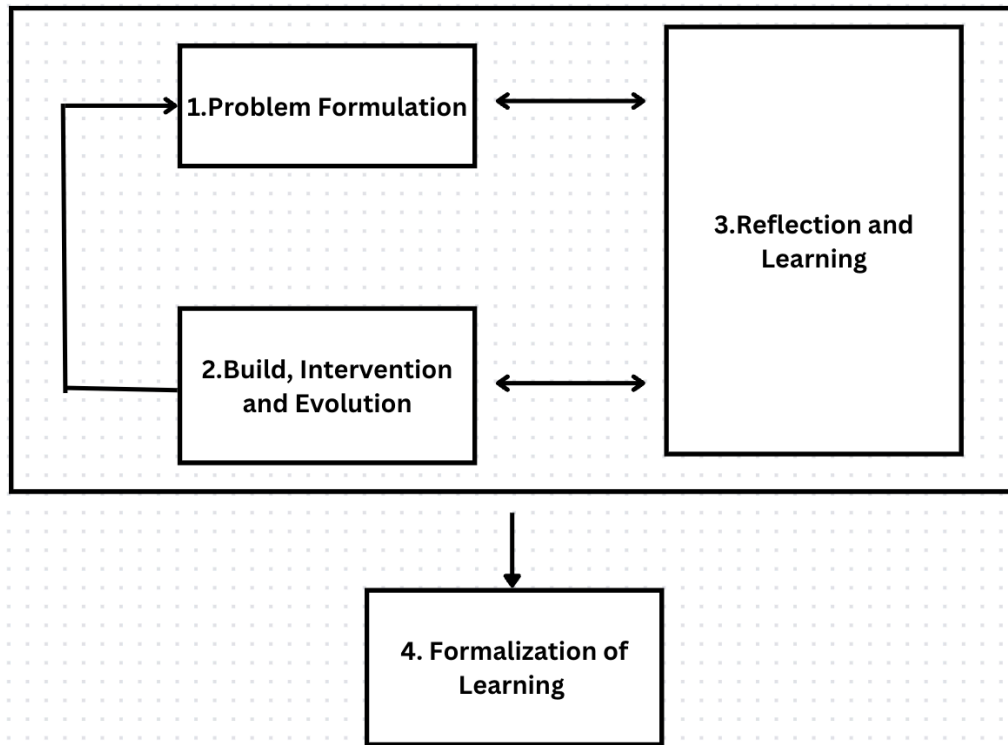 1.Problem Formulation
3.Reflection and
Learning
2.Build, Intervention
and Evolution
4. Formalization of
Learning